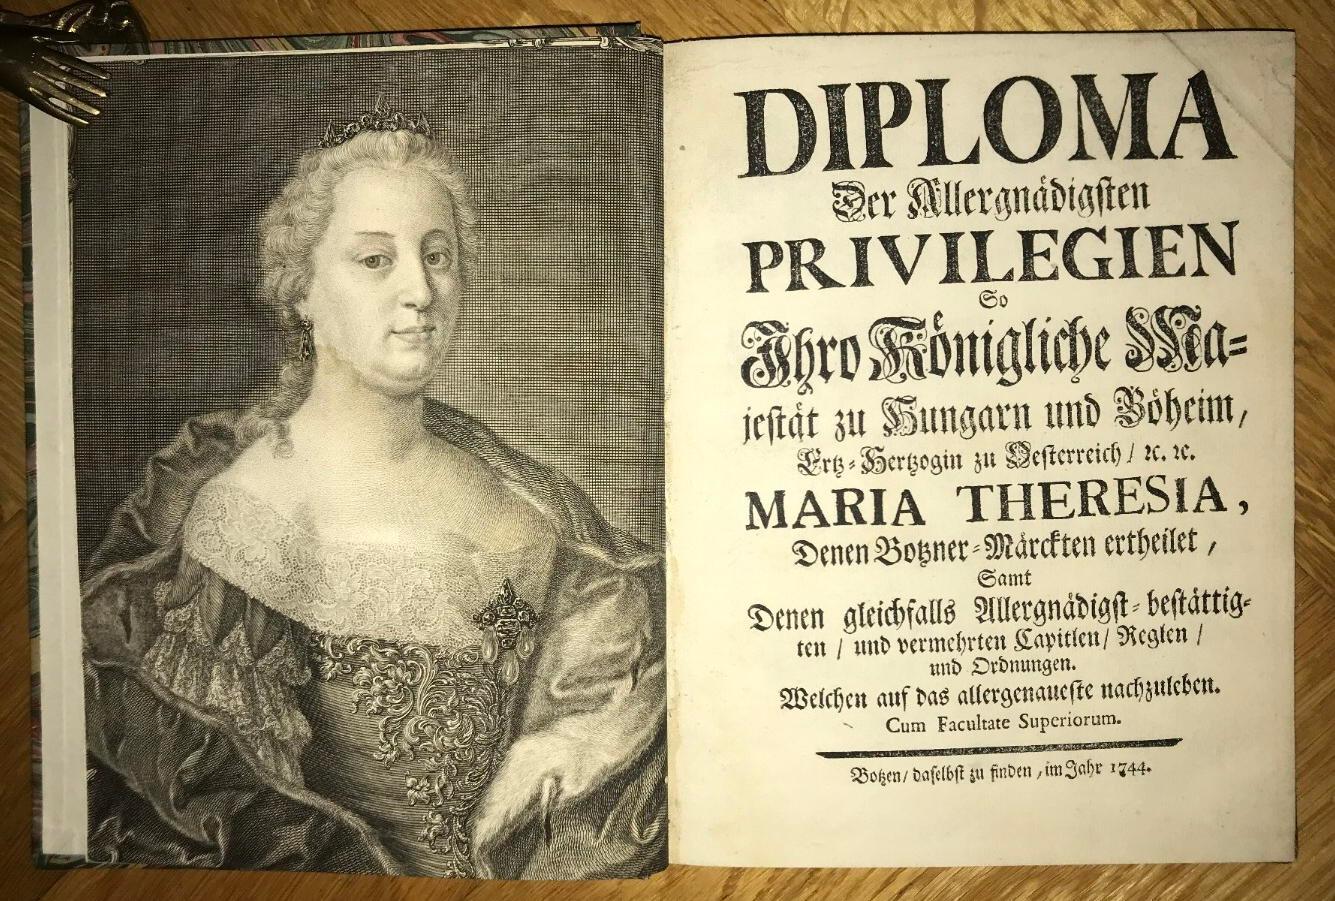 DIPLOMA
Der Allergnädigsten
PRIVILEGIEN
So
Ihro Königliche Ma-
jestät zu Hungarn und Böheim,
Ertz-Hertzogin zu Oesterreich / ꝛc. ꝛc.
MARIA THERESIA,
Denen Botzner-Märckten ertheilet,
Samt
Denen gleichfalls Allergnädigst-bestättig-
ten / und vermehrten Capitlen / Reglen /
und Ordnungen.
Welchen auf das allergenaueste nachzuleben.
Cum Facultate Superiorum.
Botzen / daselbst zu finden, im Jahr 1744.